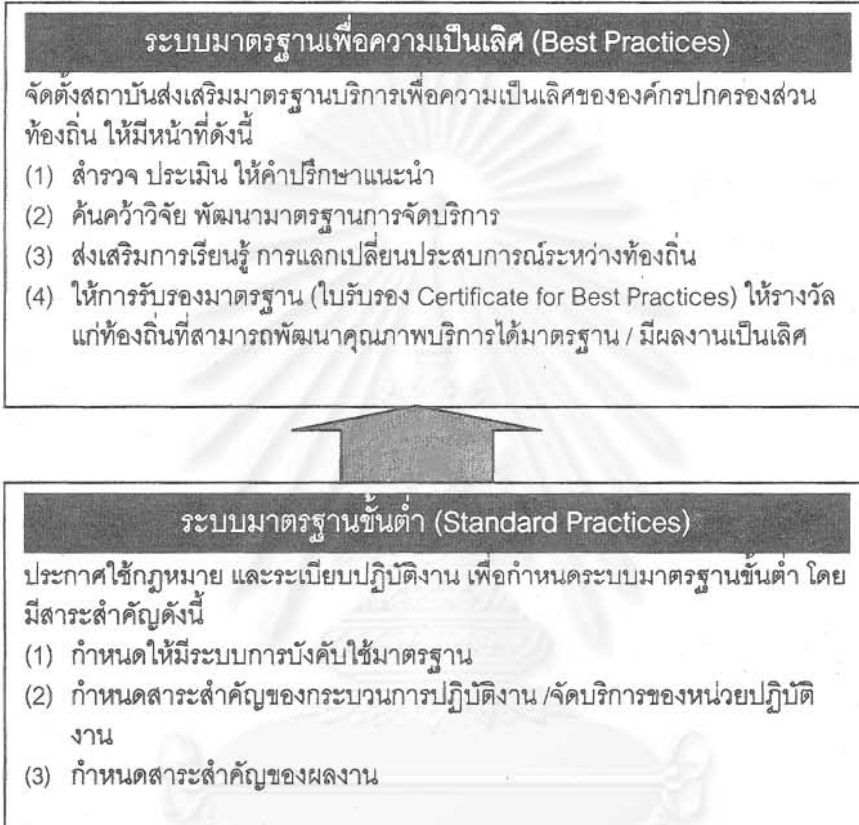 ระบบมาตรฐานเพื่อความเป็นเลิศ (Best Practices)
จัดตั้งสถาบันส่งเสริมมาตรฐานบริการเพื่อความเป็นเลิศขององค์กรปกครองส่วน
ท้องถิ่น ให้มีหน้าที่ดังนี้
(1) สำรวจ ประเมิน ให้คำปรึกษาแนะนำ
(2) ค้นคว้าวิจัย พัฒนามาตรฐานการจัดบริการ
(3) ส่งเสริมการเรียนรู้ การแลกเปลี่ยนประสบการณ์ระหว่างท้องถิ่น
(4) ให้การรับรองมาตรฐาน (ใบรับรอง Certificate for Best Practices) ให้รางวัล
แก่ท้องถิ่นที่สามารถพัฒนาคุณภาพบริการได้มาตรฐาน / มีผลงานเป็นเลิศ
ระบบมาตรฐานขั้นต่ำ (Standard Practices)
ประกาศใช้กฎหมาย และระเบียบปฏิบัติงาน เพื่อกำหนดระบบมาตรฐานขั้นต่ำ โดย
มีสาระสำคัญดังนี้
(1) กำหนดให้มีระบบการบังคับใช้มาตรฐาน
(2) กำหนดสาระสำคัญของกระบวนการปฏิบัติงาน /จัดบริการของหน่วยปฏิบัติ
งาน
(3) กำหนดสาระสำคัญของผลงาน